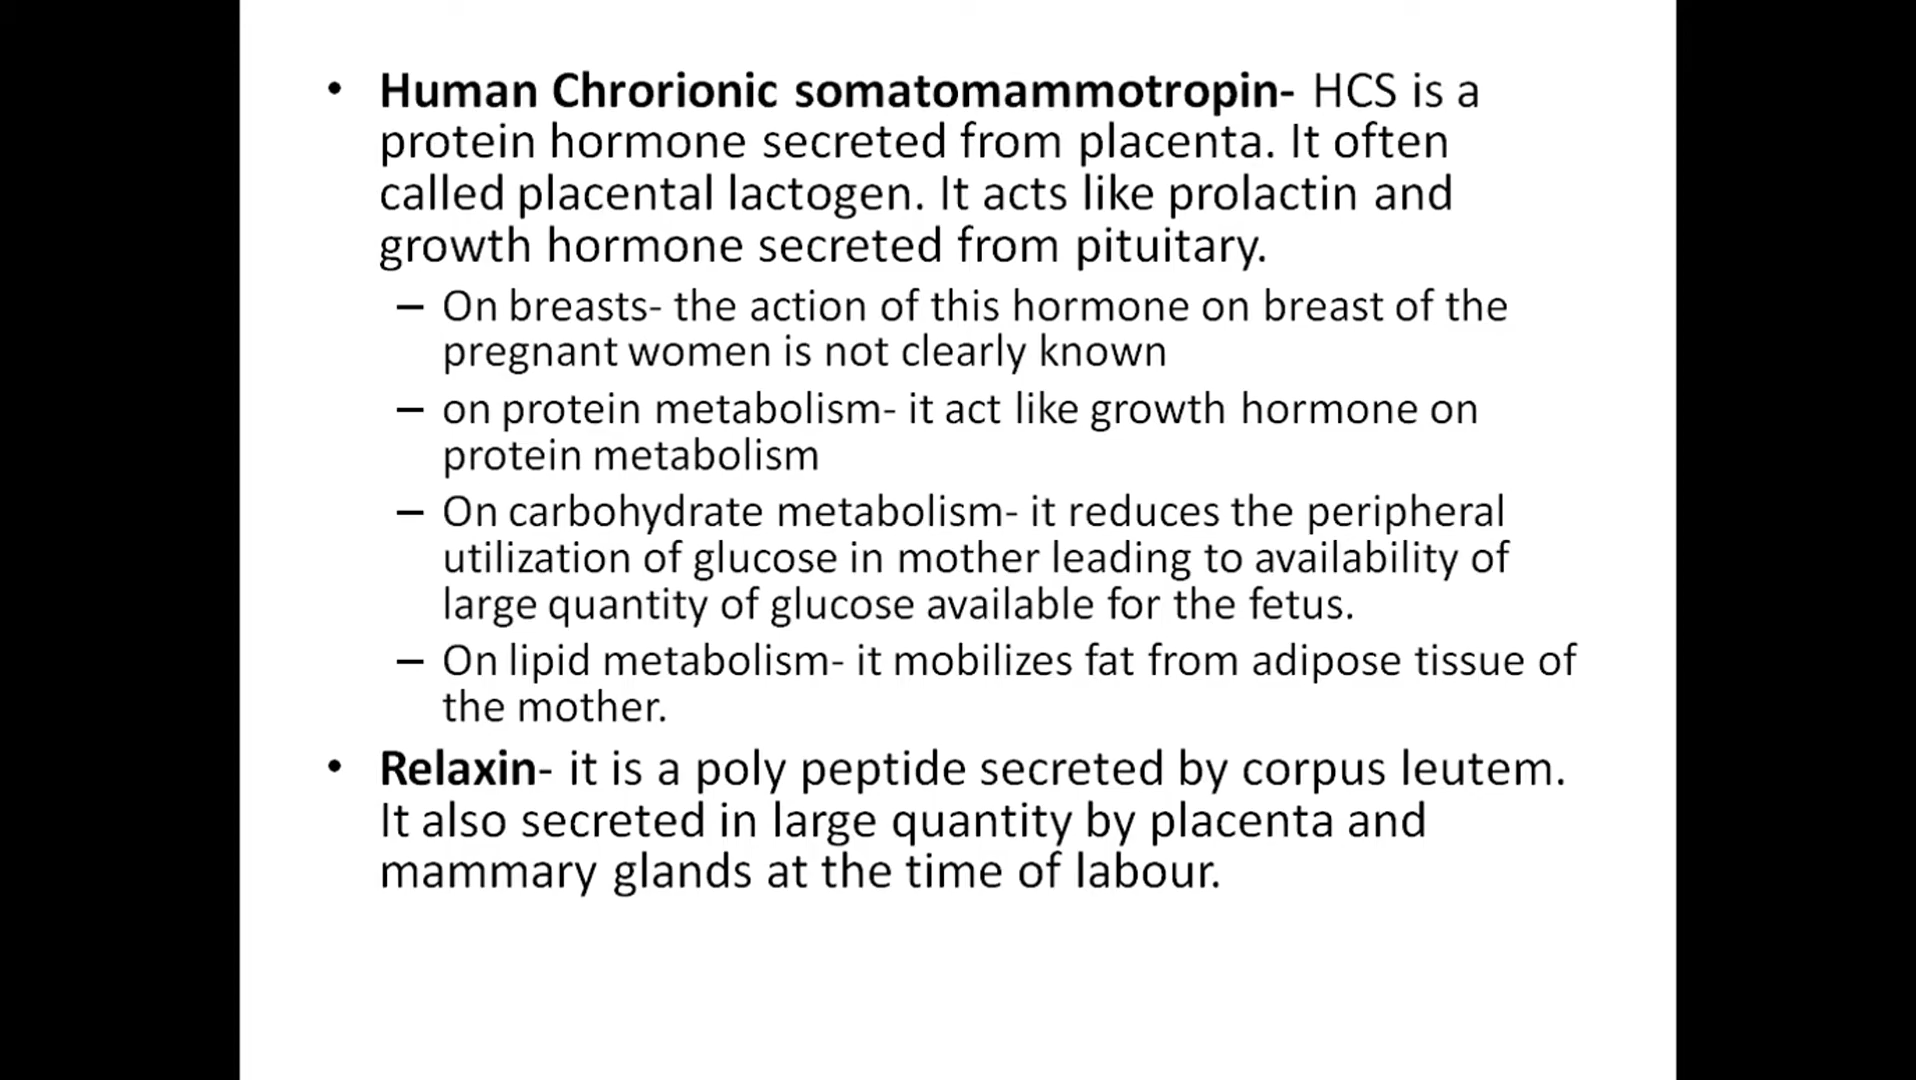 • Human Chrorionic somatomammotropin- HCS is a
protein hormone secreted from placenta. It often
called placental lactogen. It acts like prolactin and
growth hormone secreted from pituitary.
– On breasts- the action of this hormone on breast of the
pregnant women is not clearly known
– on protein metabolism- it act like growth hormone on
protein metabolism
– On carbohydrate metabolism- it reduces the peripheral
utilization of glucose in mother leading to availability of
large quantity of glucose available for the fetus.
– On lipid metabolism- it mobilizes fat from adipose tissue of
the mother.
• Relaxin- it is a poly peptide secreted by corpus leutem.
It also secreted in large quantity by placenta and
mammary glands at the time of labour.